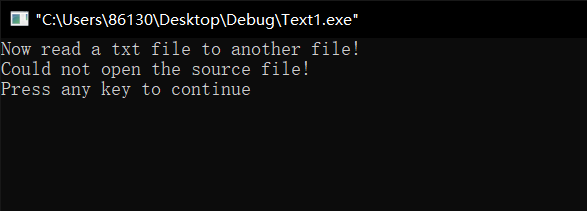 "C:\Users\86130\Desktop\Debug\Text1.exe"
Now read a txt file to another file!
Could not open the source file!
Press any key to continue